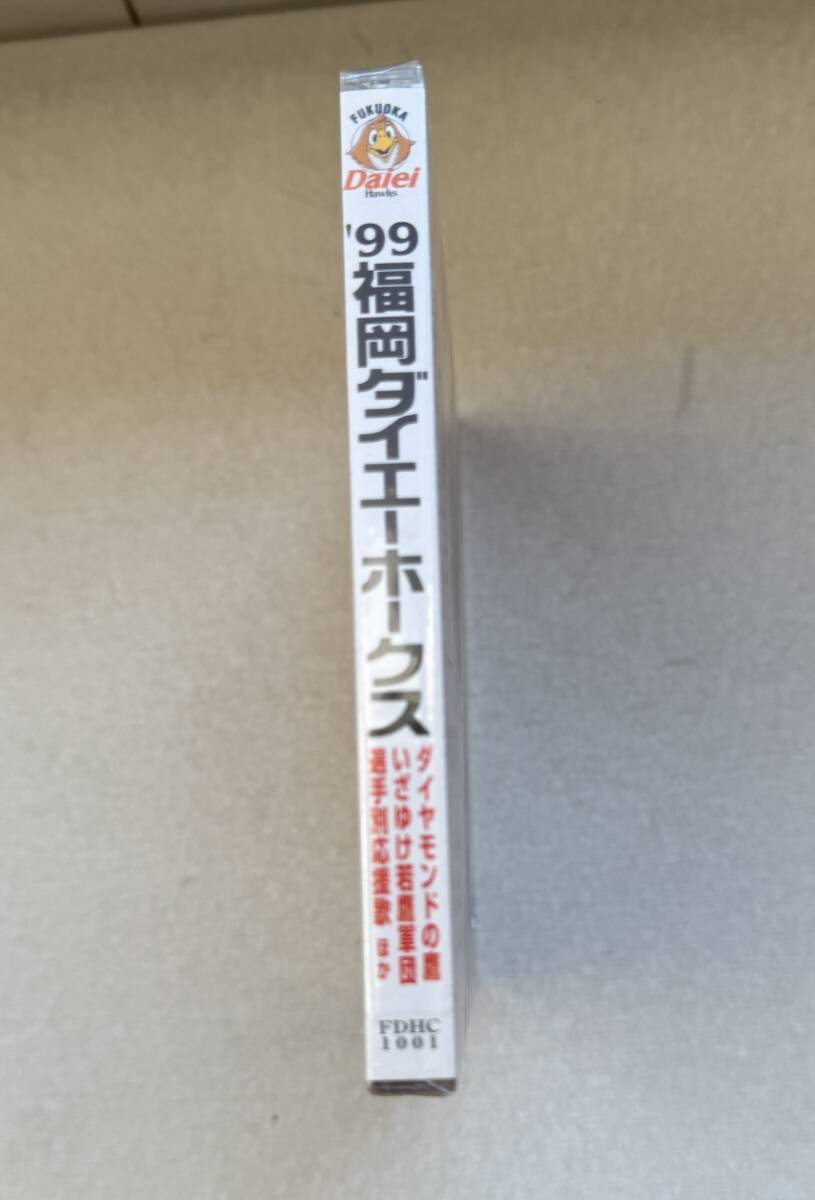 FUKUOKA
Daiei
Hawks
'99
福岡ダイエーホークス
ダイヤモンドの鷹
いざゆけ若鷹軍団
選手別応援歌 ほか
FDHC
1001